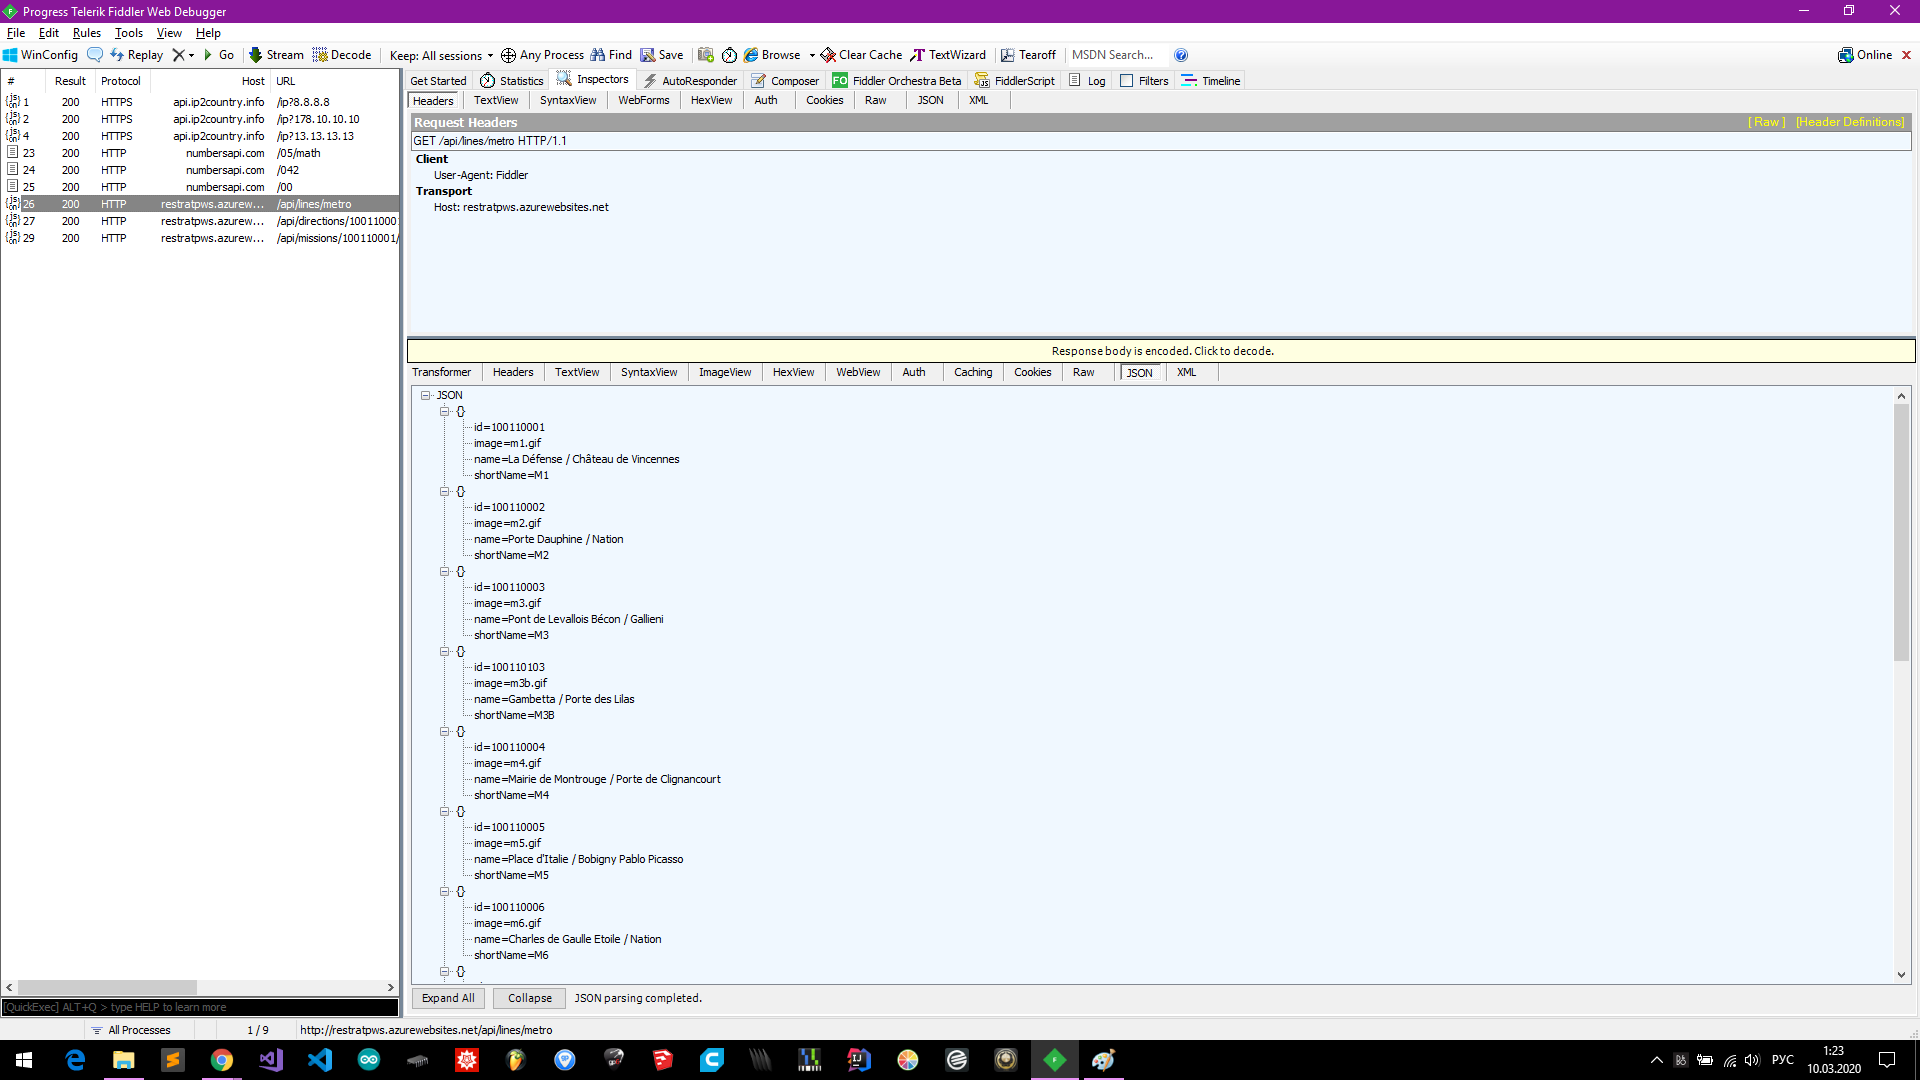 Progress Telerik Fiddler Web Debugger
File Edit Rules Tools View Help
WinConfig Replay Go Stream Decode Keep: All sessions Any Process Find Save Browse Clear Cache TextWizard Tearoff MSDN Search... Online
# Result Protocol Host URL
1 200 HTTPS api.ip2country.info /ip?8.8.8.8
2 200 HTTPS api.ip2country.info /ip?178.10.10.10
4 200 HTTPS api.ip2country.info /ip?13.13.13.13
23 200 HTTP numbersapi.com /05/math
24 200 HTTP numbersapi.com /042
25 200 HTTP numbersapi.com /00
26 200 HTTP restratpws.azurew... /api/lines/metro
27 200 HTTP restratpws.azurew... /api/directions/100110001
29 200 HTTP restratpws.azurew... /api/missions/100110001/
[QuickExec] ALT+Q > type HELP to learn more
Get Started Statistics Inspectors AutoResponder Composer FO Fiddler Orchestra Beta FiddlerScript Log Filters Timeline
Headers TextView SyntaxView WebForms HexView Auth Cookies Raw JSON XML
Request Headers [ Raw ] [Header Definitions]
GET /api/lines/metro HTTP/1.1
Client
User-Agent: Fiddler
Transport
Host: restratpws.azurewebsites.net
Response body is encoded. Click to decode.
Transformer Headers TextView SyntaxView ImageView HexView WebView Auth Caching Cookies Raw JSON XML
JSON
{}
id=100110001
image=m1.gif
name=La Défense / Château de Vincennes
shortName=M1
{}
id=100110002
image=m2.gif
name=Porte Dauphine / Nation
shortName=M2
{}
id=100110003
image=m3.gif
name=Pont de Levallois Bécon / Gallieni
shortName=M3
{}
id=100110103
image=m3b.gif
name=Gambetta / Porte des Lilas
shortName=M3B
{}
id=100110004
image=m4.gif
name=Mairie de Montrouge / Porte de Clignancourt
shortName=M4
{}
id=100110005
image=m5.gif
name=Place d'Italie / Bobigny Pablo Picasso
shortName=M5
{}
id=100110006
image=m6.gif
name=Charles de Gaulle Etoile / Nation
shortName=M6
{}
Expand All Collapse JSON parsing completed.
All Processes 1 / 9 http://restratpws.azurewebsites.net/api/lines/metro
РУС 1:23
10.03.2020